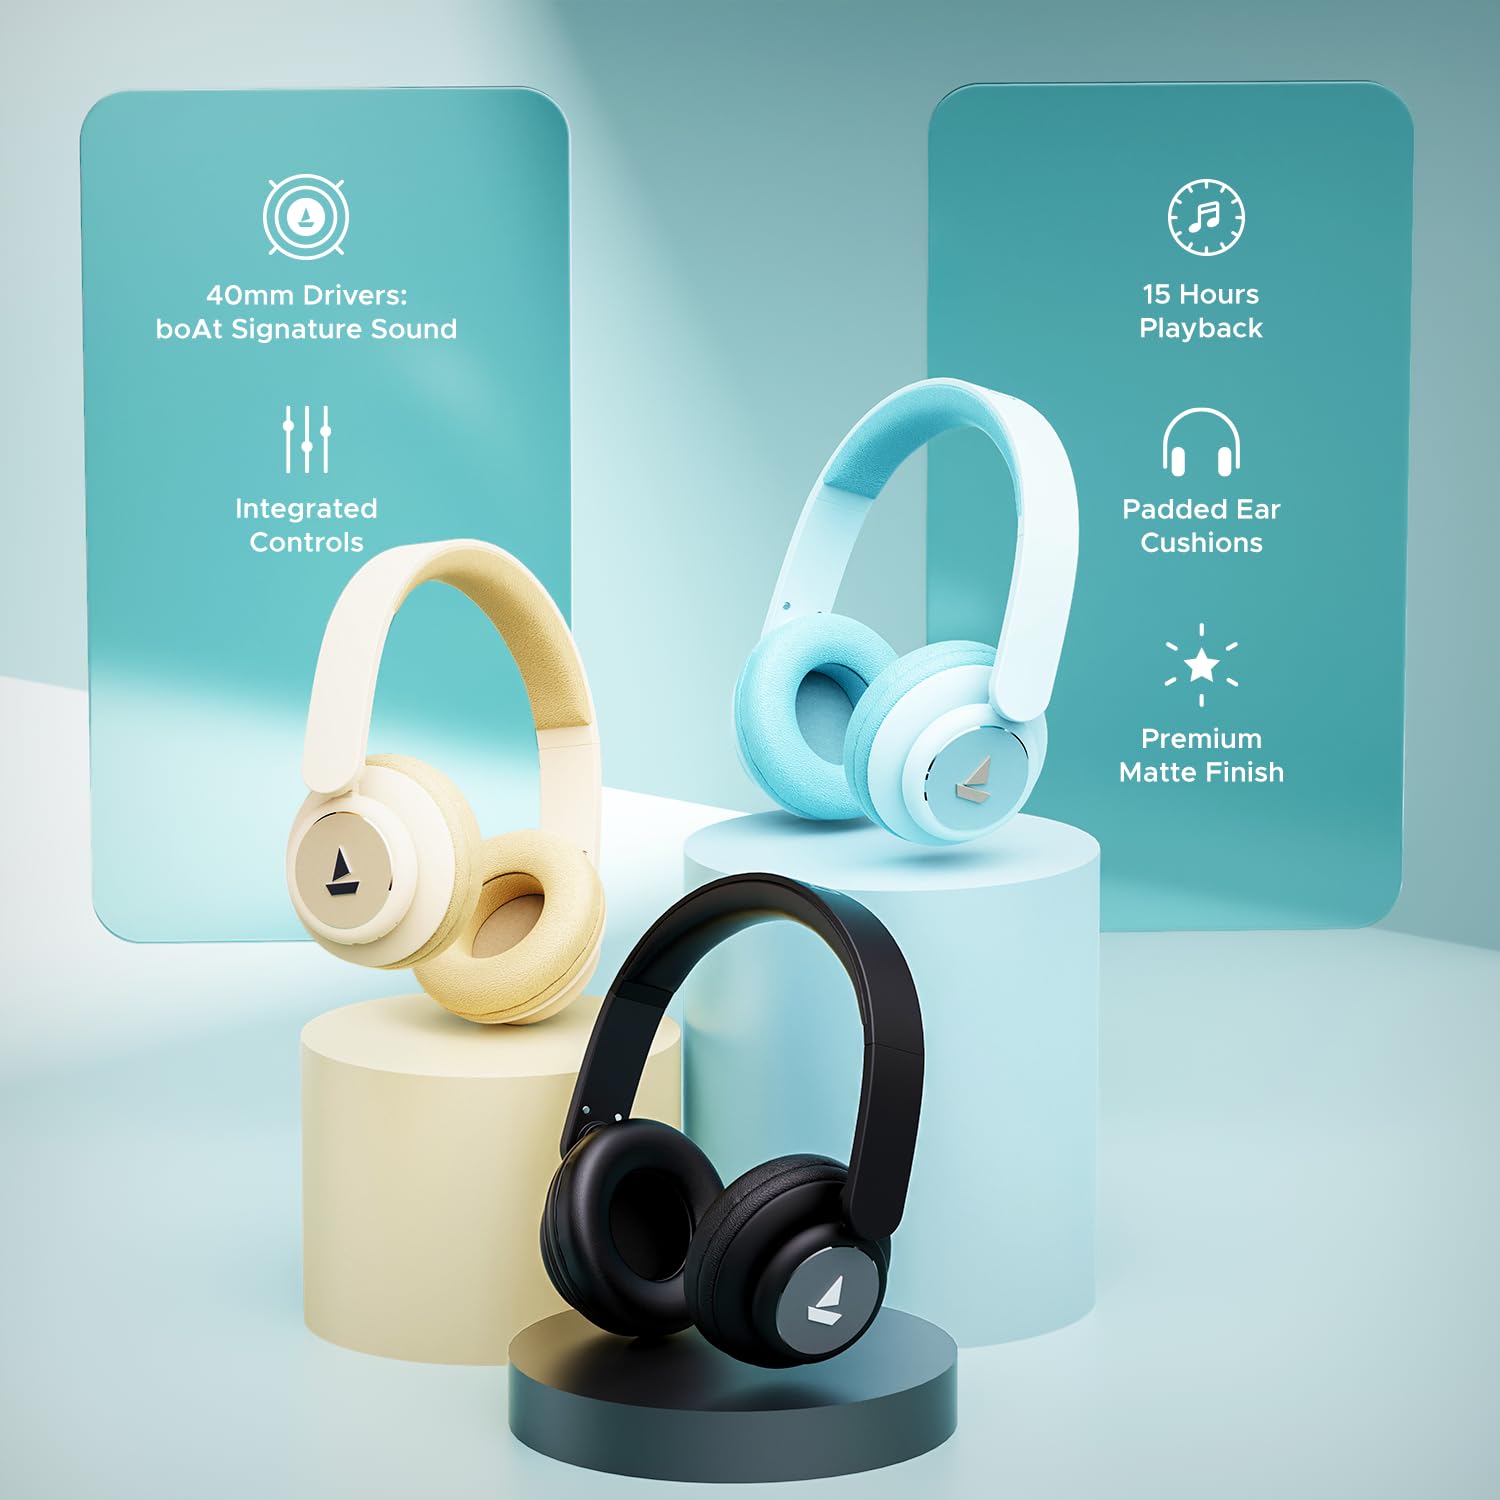 40mm Drivers:
boAt Signature Sound
Integrated
Controls
15 Hours
Playback
Padded Ear
Cushions
Premium
Matte Finish